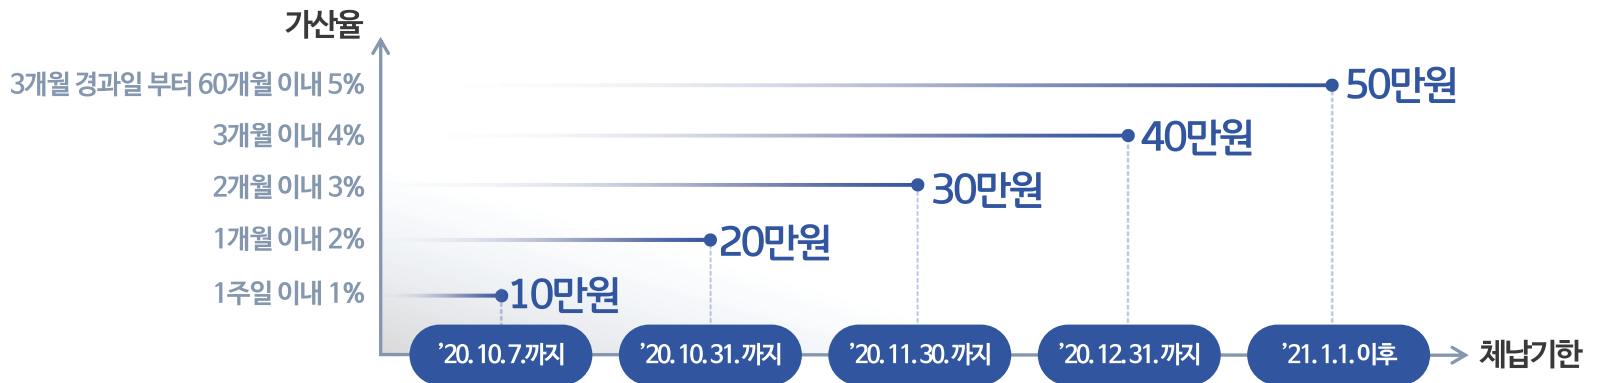 가산율
3개월 경과일 부터 60개월 이내 5%
50만원
3개월 이내 4%
40만원
2개월 이내 3%
30만원
1개월 이내 2%
20만원
1주일 이내 1%
10만원
’20. 10. 7.까지
’20. 10. 31. 까지
’20. 11. 30. 까지
’20. 12. 31. 까지
’21. 1.1. 이후
체납기한